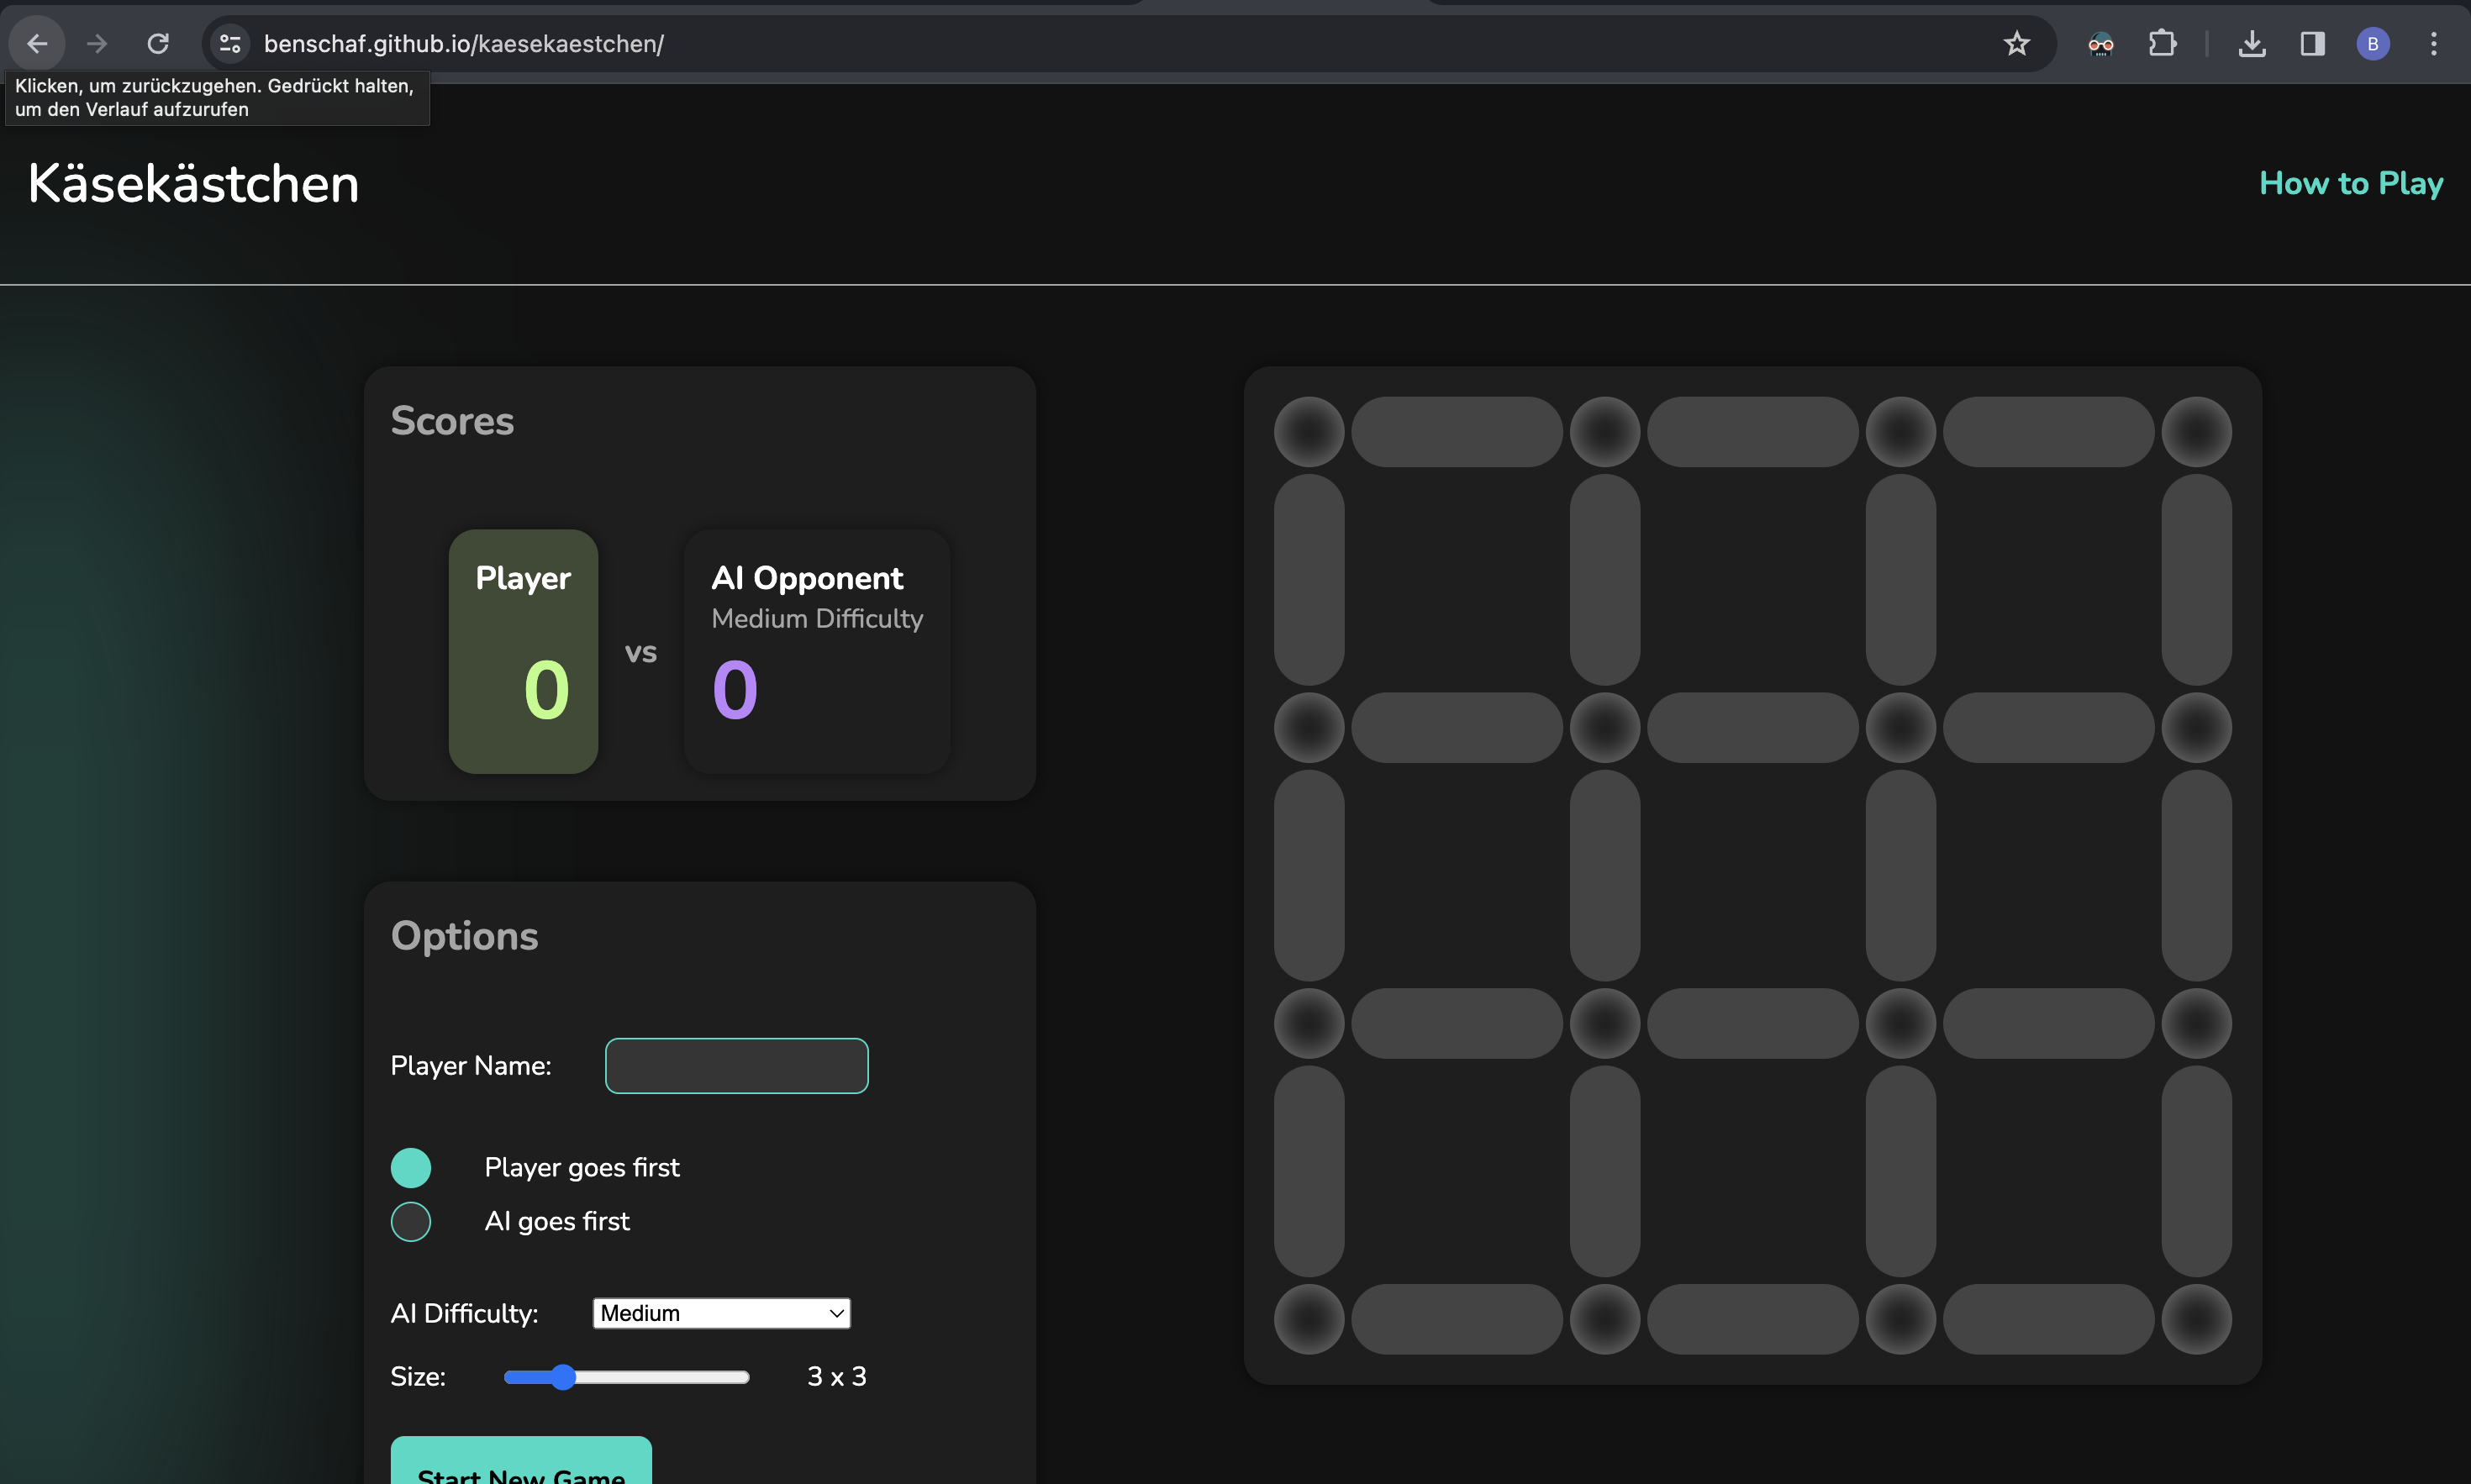 benschaf.github.io/kaesekaestchen/
B
Klicken, um zurückzugehen. Gedrückt halten,
um den Verlauf aufzurufen
Käsekästchen
How to Play
Scores
Player
0
vs
AI Opponent
Medium Difficulty
0
Options
Player Name:
Player goes first
AI goes first
AI Difficulty:
Medium
Size:
3 x 3
Start New Game